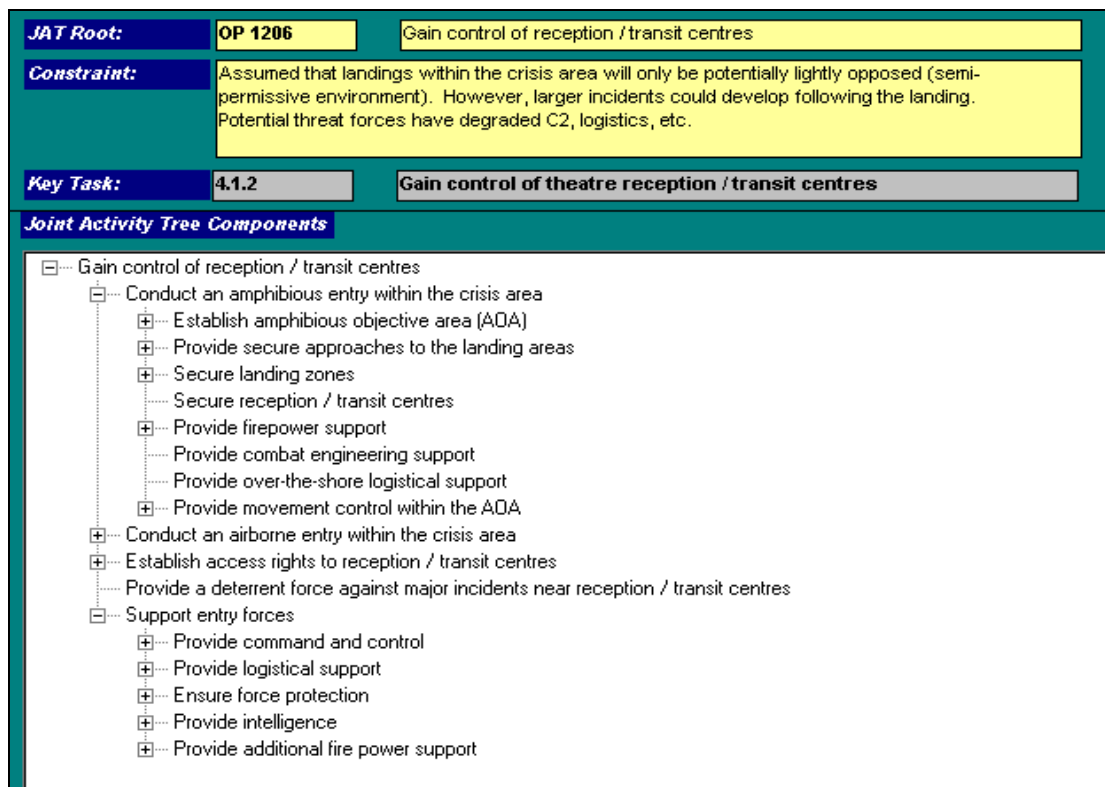 JAT Root: OP 1206 Gain control of reception / transit centres
Constraint: Assumed that landings within the crisis area will only be potentially lightly opposed (semi-
permissive environment). However, larger incidents could develop following the landing.
Potential threat forces have degraded C2, logistics, etc.
Key Task: 4.1.2 Gain control of theatre reception / transit centres
Joint Activity Tree Components
Gain control of reception / transit centres
Conduct an amphibious entry within the crisis area
Establish amphibious objective area (AOA)
Provide secure approaches to the landing areas
Secure landing zones
Secure reception / transit centres
Provide firepower support
Provide combat engineering support
Provide over-the-shore logistical support
Provide movement control within the AOA
Conduct an airborne entry within the crisis area
Establish access rights to reception / transit centres
Provide a deterrent force against major incidents near reception / transit centres
Support entry forces
Provide command and control
Provide logistical support
Ensure force protection
Provide intelligence
Provide additional fire power support